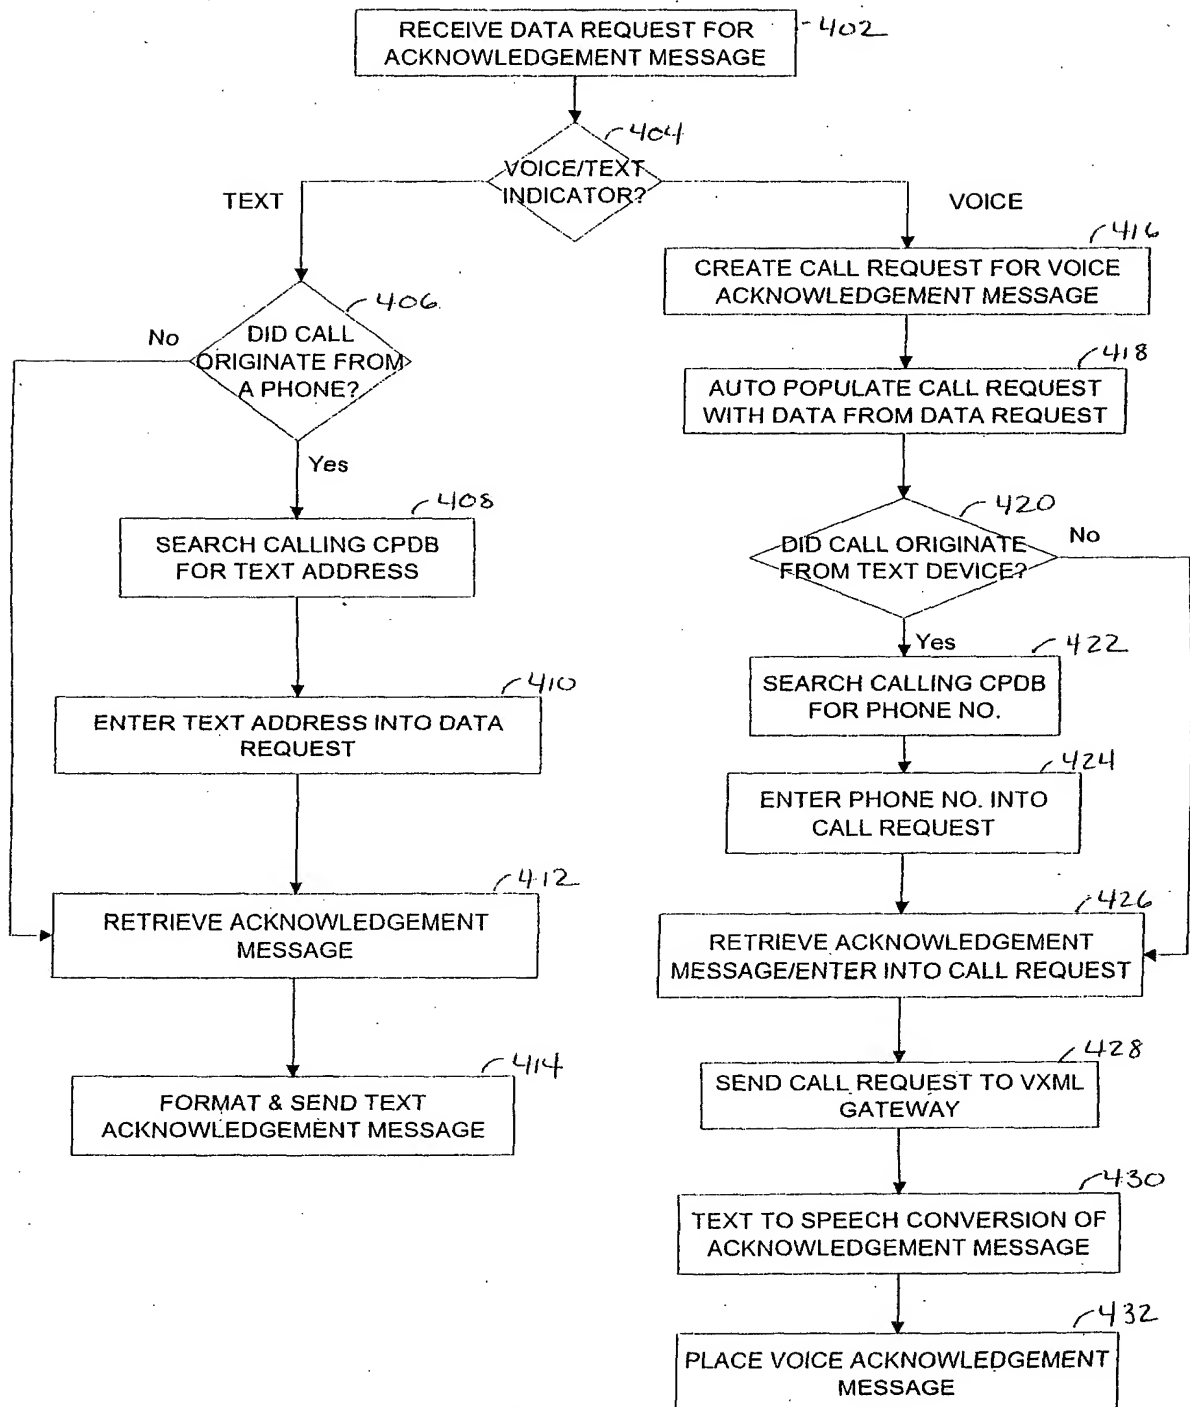 RECEIVE DATA REQUEST FOR
ACKNOWLEDGEMENT MESSAGE
402
VOICE/TEXT
INDICATOR?
404
TEXT
VOICE
DID CALL
ORIGINATE FROM
A PHONE?
406
No
Yes
SEARCH CALLING CPDB
FOR TEXT ADDRESS
408
ENTER TEXT ADDRESS INTO DATA
REQUEST
410
RETRIEVE ACKNOWLEDGEMENT
MESSAGE
412
FORMAT & SEND TEXT
ACKNOWLEDGEMENT MESSAGE
414
CREATE CALL REQUEST FOR VOICE
ACKNOWLEDGEMENT MESSAGE
416
AUTO POPULATE CALL REQUEST
WITH DATA FROM DATA REQUEST
418
DID CALL ORIGINATE
FROM TEXT DEVICE?
420
No
Yes
SEARCH CALLING CPDB
FOR PHONE NO.
422
ENTER PHONE NO. INTO
CALL REQUEST
424
RETRIEVE ACKNOWLEDGEMENT
MESSAGE/ENTER INTO CALL REQUEST
426
SEND CALL REQUEST TO VXML
GATEWAY
428
TEXT TO SPEECH CONVERSION OF
ACKNOWLEDGEMENT MESSAGE
430
PLACE VOICE ACKNOWLEDGEMENT
MESSAGE
432